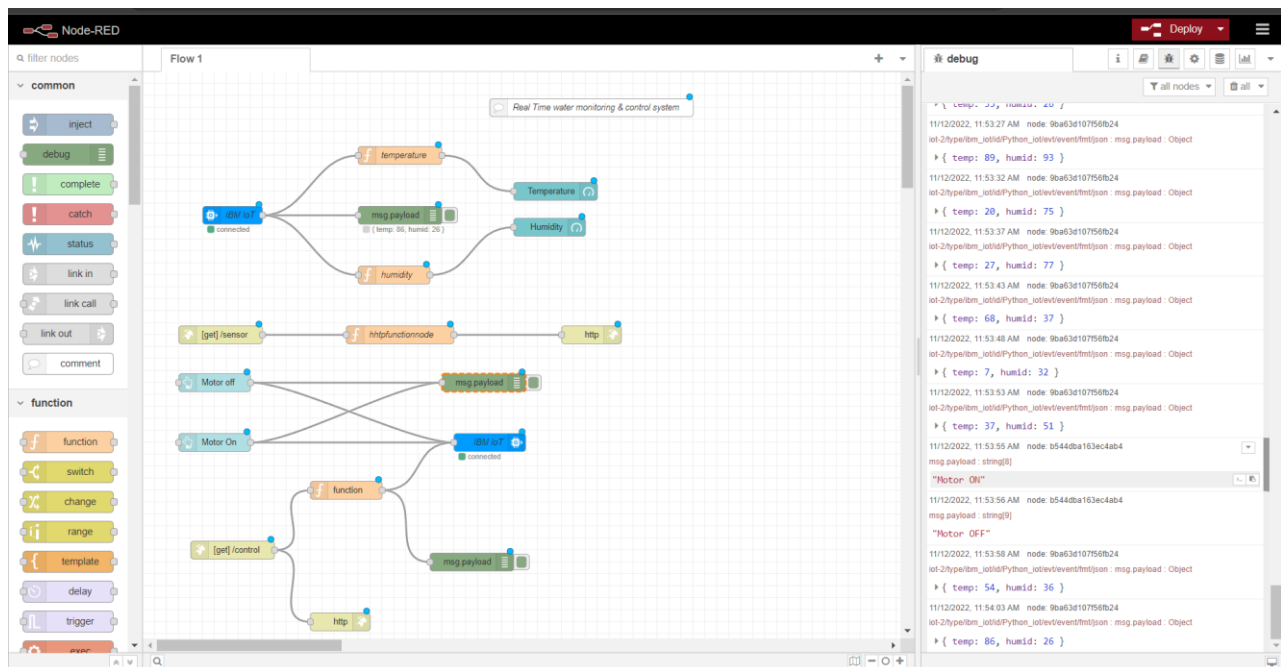 Node-RED
Deploy
filter nodes
common
inject
debug
complete
catch
status
link in
link call
link out
comment
function
function
switch
change
range
template
delay
trigger
exec
Flow 1
Real Time water monitoring & control system
temperature
Temperature
IBM IoT
connected
msg.payload
{ temp: 86, humid: 26 }
Humidity
humidity
[get] /sensor
hhtpfunctionnode
http
Motor off
msg.payload
Motor On
IBM IoT
connected
function
[get] /control
msg.payload
http
debug
i
all nodes
all
{ temp: 55, humid: 26 }
11/12/2022, 11:53:27 AM node: 9ba63d107f56fb24
iot-2/type/ibm_iot/id/Python_iot/evt/event/fmt/json : msg.payload : Object
{ temp: 89, humid: 93 }
11/12/2022, 11:53:32 AM node: 9ba63d107f56fb24
iot-2/type/ibm_iot/id/Python_iot/evt/event/fmt/json : msg.payload : Object
{ temp: 20, humid: 75 }
11/12/2022, 11:53:37 AM node: 9ba63d107f56fb24
iot-2/type/ibm_iot/id/Python_iot/evt/event/fmt/json : msg.payload : Object
{ temp: 27, humid: 77 }
11/12/2022, 11:53:43 AM node: 9ba63d107f56fb24
iot-2/type/ibm_iot/id/Python_iot/evt/event/fmt/json : msg.payload : Object
{ temp: 68, humid: 37 }
11/12/2022, 11:53:48 AM node: 9ba63d107f56fb24
iot-2/type/ibm_iot/id/Python_iot/evt/event/fmt/json : msg.payload : Object
{ temp: 7, humid: 32 }
11/12/2022, 11:53:53 AM node: 9ba63d107f56fb24
iot-2/type/ibm_iot/id/Python_iot/evt/event/fmt/json : msg.payload : Object
{ temp: 37, humid: 51 }
11/12/2022, 11:53:55 AM node: b544dba163ec4ab4
msg.payload : string[8]
"Motor ON"
11/12/2022, 11:53:56 AM node: b544dba163ec4ab4
msg.payload : string[9]
"Motor OFF"
11/12/2022, 11:53:58 AM node: 9ba63d107f56fb24
iot-2/type/ibm_iot/id/Python_iot/evt/event/fmt/json : msg.payload : Object
{ temp: 54, humid: 36 }
11/12/2022, 11:54:03 AM node: 9ba63d107f56fb24
iot-2/type/ibm_iot/id/Python_iot/evt/event/fmt/json : msg.payload : Object
{ temp: 86, humid: 26 }